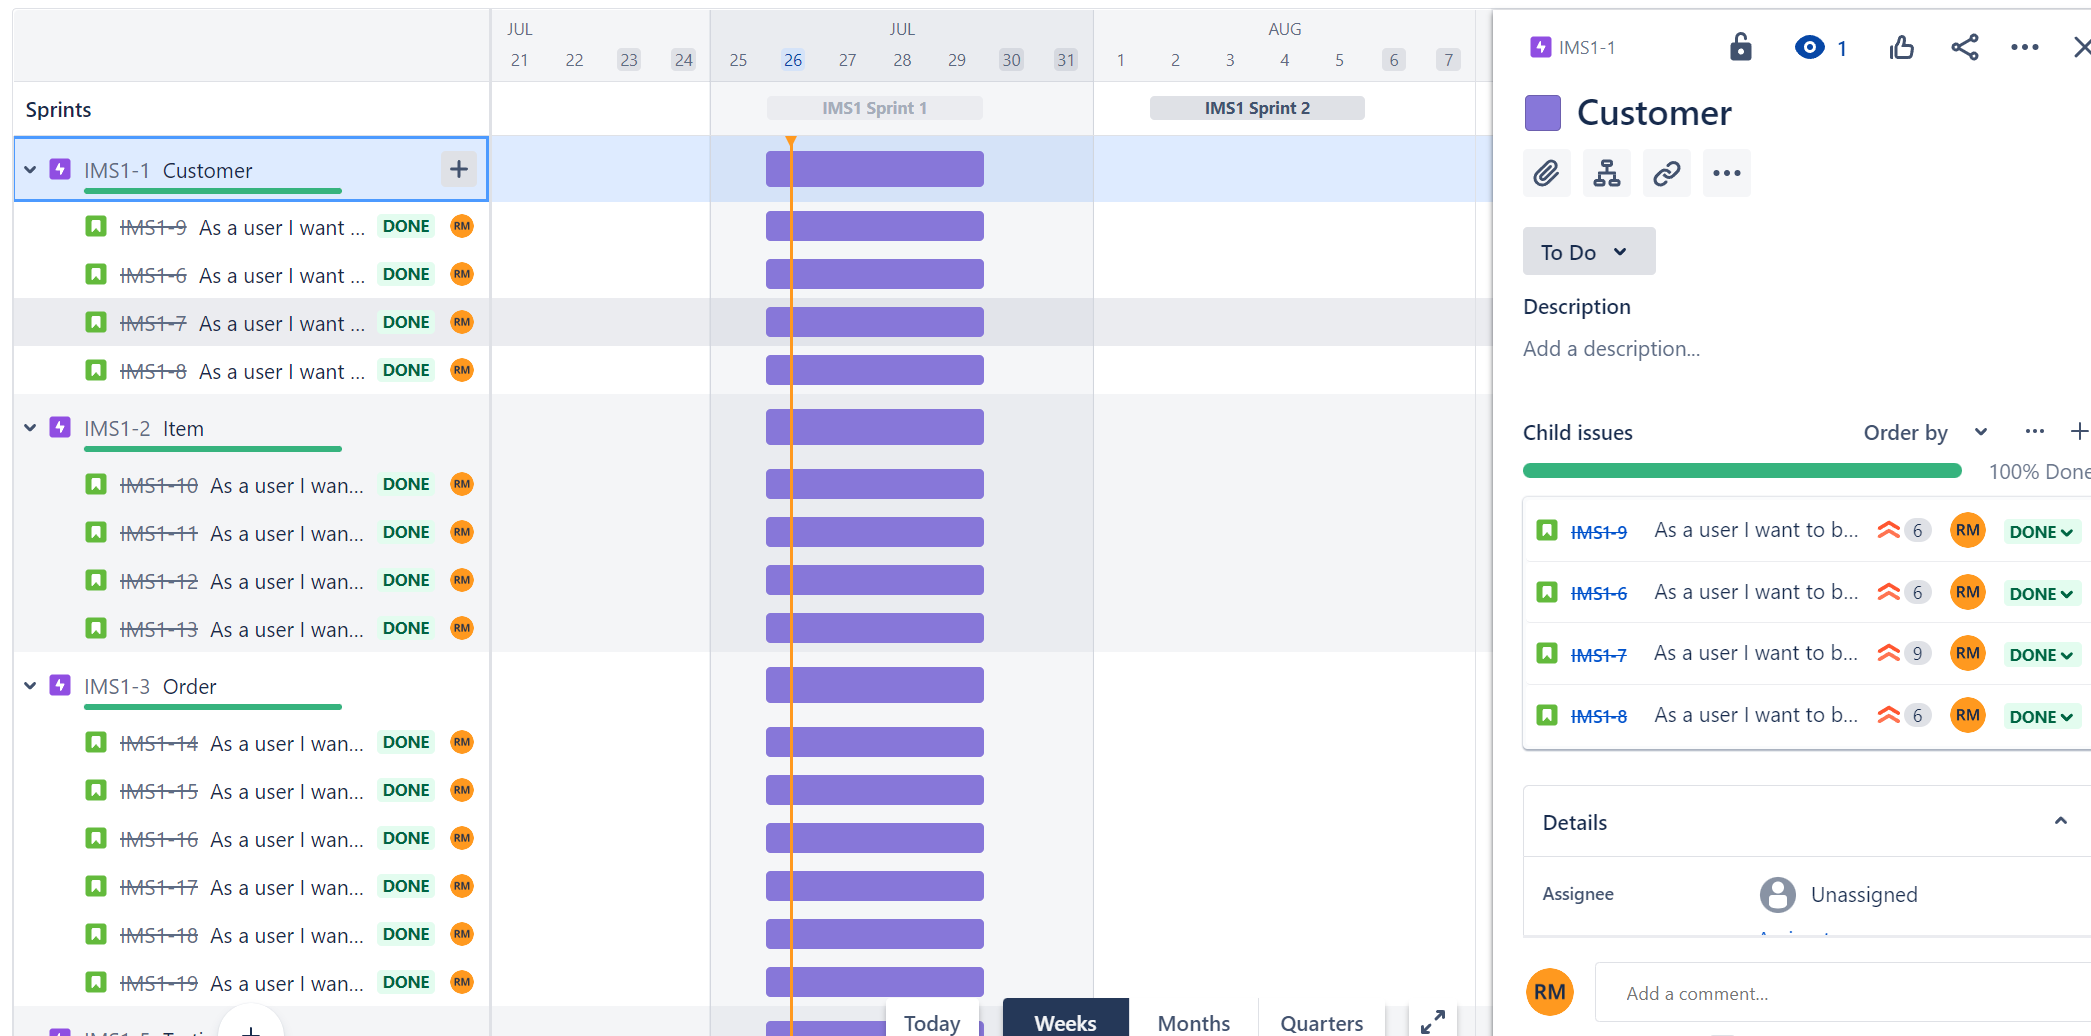 JUL JUL AUG
21 22 23 24 25 26 27 28 29 30 31 1 2 3 4 5 6 7
Sprints
IMS1 Sprint 1 IMS1 Sprint 2
IMS1-1 Customer
IMS1-9 As a user I want ... DONE RM
IMS1-6 As a user I want ... DONE RM
IMS1-7 As a user I want ... DONE RM
IMS1-8 As a user I want ... DONE RM
IMS1-2 Item
IMS1-10 As a user I wan... DONE RM
IMS1-11 As a user I wan... DONE RM
IMS1-12 As a user I wan... DONE RM
IMS1-13 As a user I wan... DONE RM
IMS1-3 Order
IMS1-14 As a user I wan... DONE RM
IMS1-15 As a user I wan... DONE RM
IMS1-16 As a user I wan... DONE RM
IMS1-17 As a user I wan... DONE RM
IMS1-18 As a user I wan... DONE RM
IMS1-19 As a user I wan... DONE RM
Today Weeks Months Quarters
IMS1-1 1
Customer
To Do
Description
Add a description...
Child issues Order by
100% Done
IMS1-9 As a user I want to b... 6 RM DONE
IMS1-6 As a user I want to b... 6 RM DONE
IMS1-7 As a user I want to b... 9 RM DONE
IMS1-8 As a user I want to b... 6 RM DONE
Details
Assignee Unassigned
RM Add a comment...